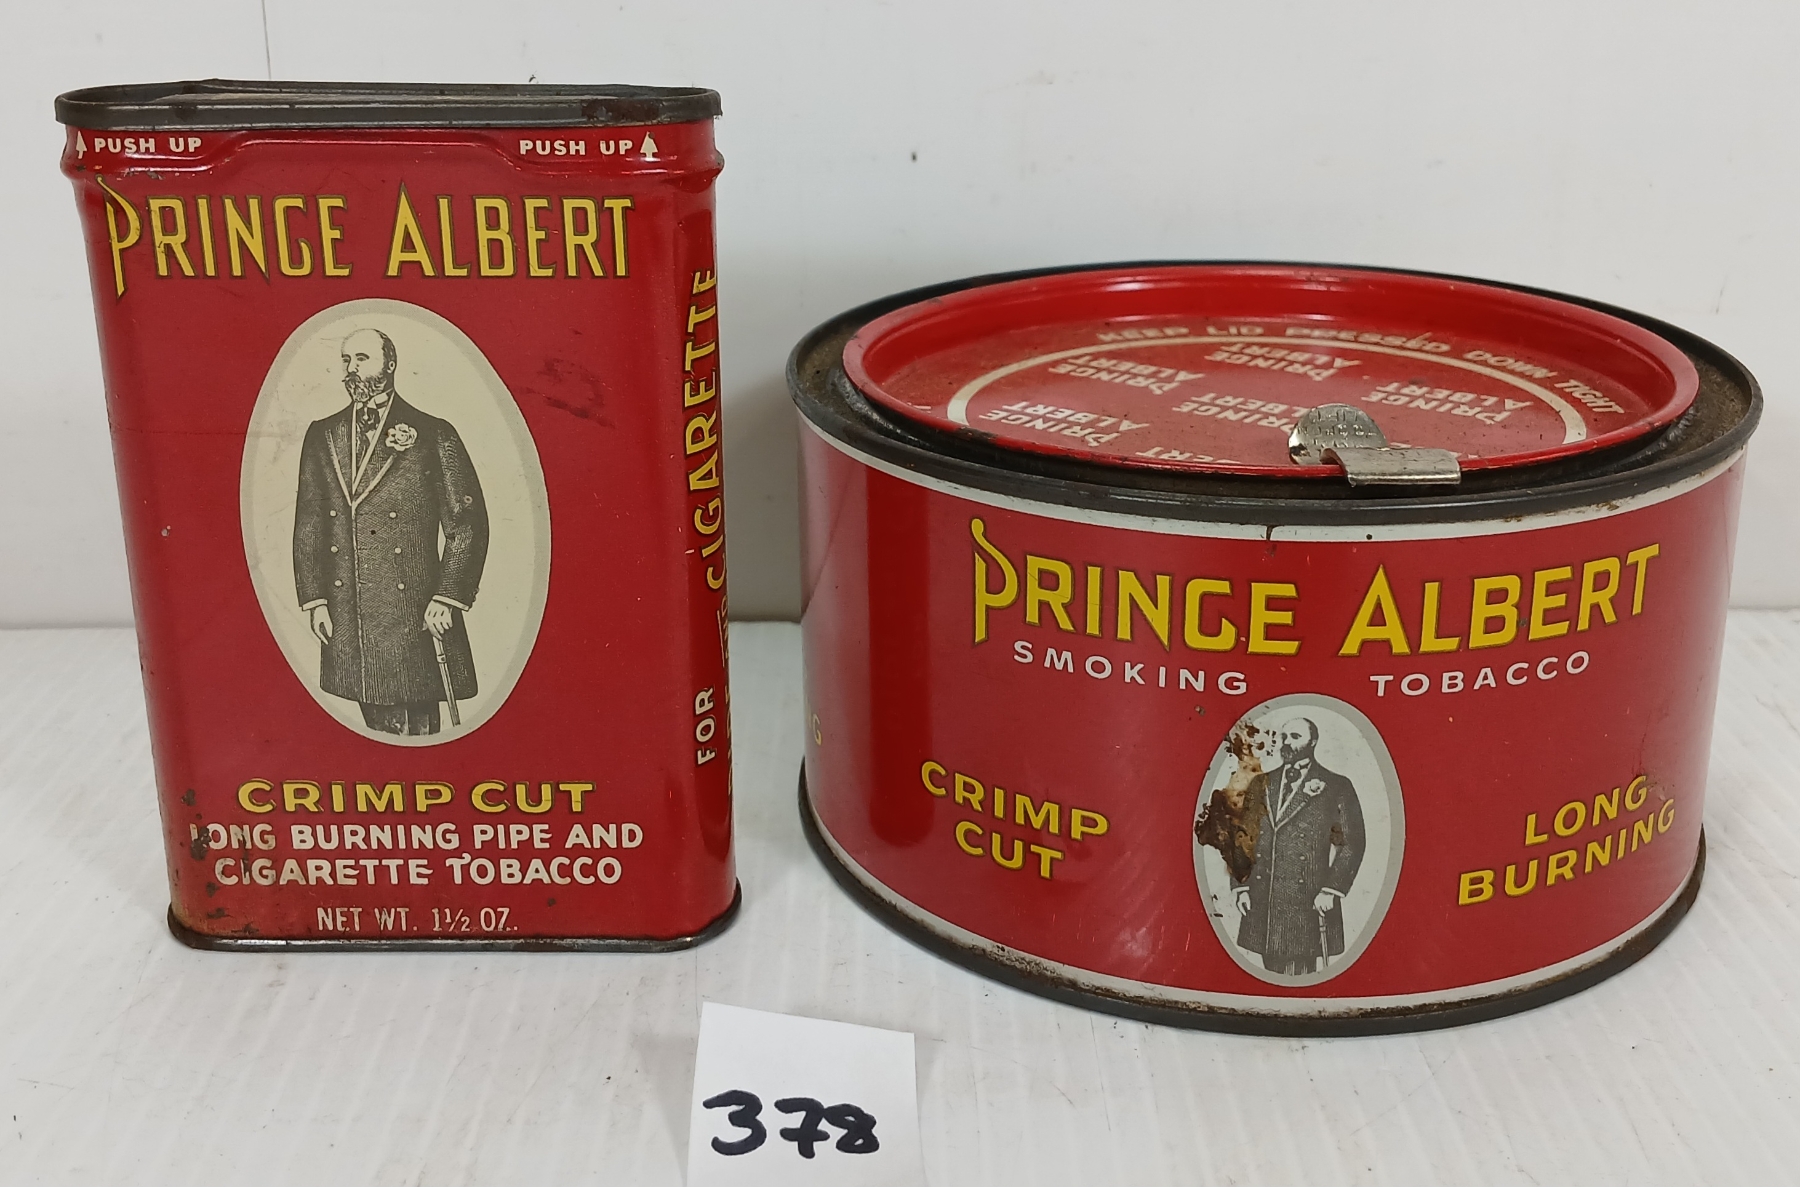 PUSH UP PUSH UP
PRINCE ALBERT
CRIMP CUT
LONG BURNING PIPE AND
CIGARETTE TOBACCO
NET WT. 1½ OZ.
FOR CIGARETTE
KEEP LID PRESSED DOWN TIGHT
PRINCE ALBERT
PRINCE ALBERT
PRINCE ALBERT
PRINCE ALBERT
PRINCE ALBERT
PRINCE ALBERT
SMOKING TOBACCO
CRIMP
CUT
LONG
BURNING
378